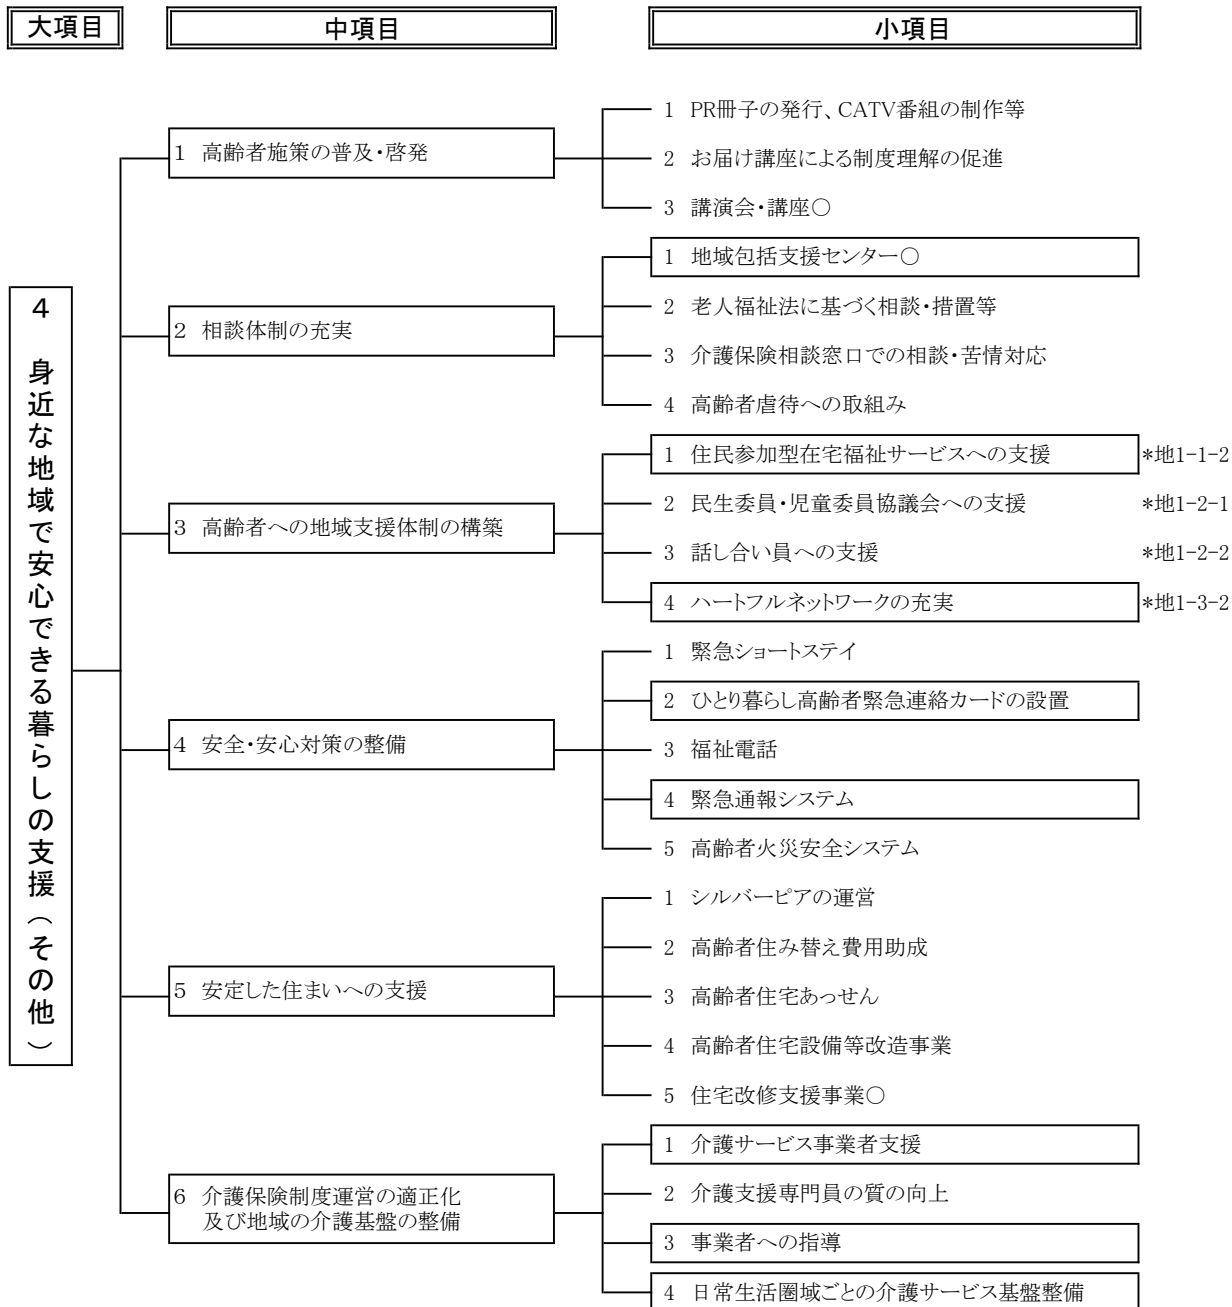 大項目
中項目
小項目
4 身近な地域で安心できる暮らしの支援（その他）
1 高齢者施策の普及・啓発
1 PR冊子の発行、CATV番組の制作等
2 お届け講座による制度理解の促進
3 講演会・講座○
2 相談体制の充実
1 地域包括支援センター○
2 老人福祉法に基づく相談・措置等
3 介護保険相談窓口での相談・苦情対応
4 高齢者虐待への取組み
3 高齢者への地域支援体制の構築
1 住民参加型在宅福祉サービスへの支援 *地1-1-2
2 民生委員・児童委員協議会への支援 *地1-2-1
3 話し合い員への支援 *地1-2-2
4 ハートフルネットワークの充実 *地1-3-2
4 安全・安心対策の整備
1 緊急ショートステイ
2 ひとり暮らし高齢者緊急連絡カードの設置
3 福祉電話
4 緊急通報システム
5 高齢者火災安全システム
5 安定した住まいへの支援
1 シルバーピアの運営
2 高齢者住み替え費用助成
3 高齢者住宅あっせん
4 高齢者住宅設備等改造事業
5 住宅改修支援事業○
6 介護保険制度運営の適正化
及び地域の介護基盤の整備
1 介護サービス事業者支援
2 介護支援専門員の質の向上
3 事業者への指導
4 日常生活圏域ごとの介護サービス基盤整備